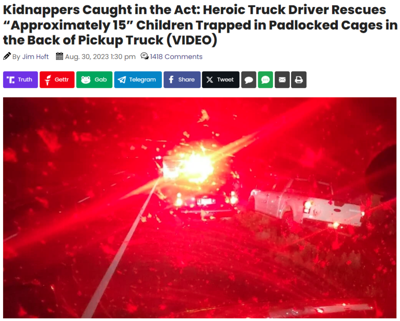 Kidnappers Caught in the Act: Heroic Truck Driver Rescues
“Approximately 15” Children Trapped in Padlocked Cages in
the Back of Pickup Truck (VIDEO)
By Jim Hoft Aug. 30, 2023 1:30 pm 1418 Comments
Truth Gettr Gab Telegram Share Tweet